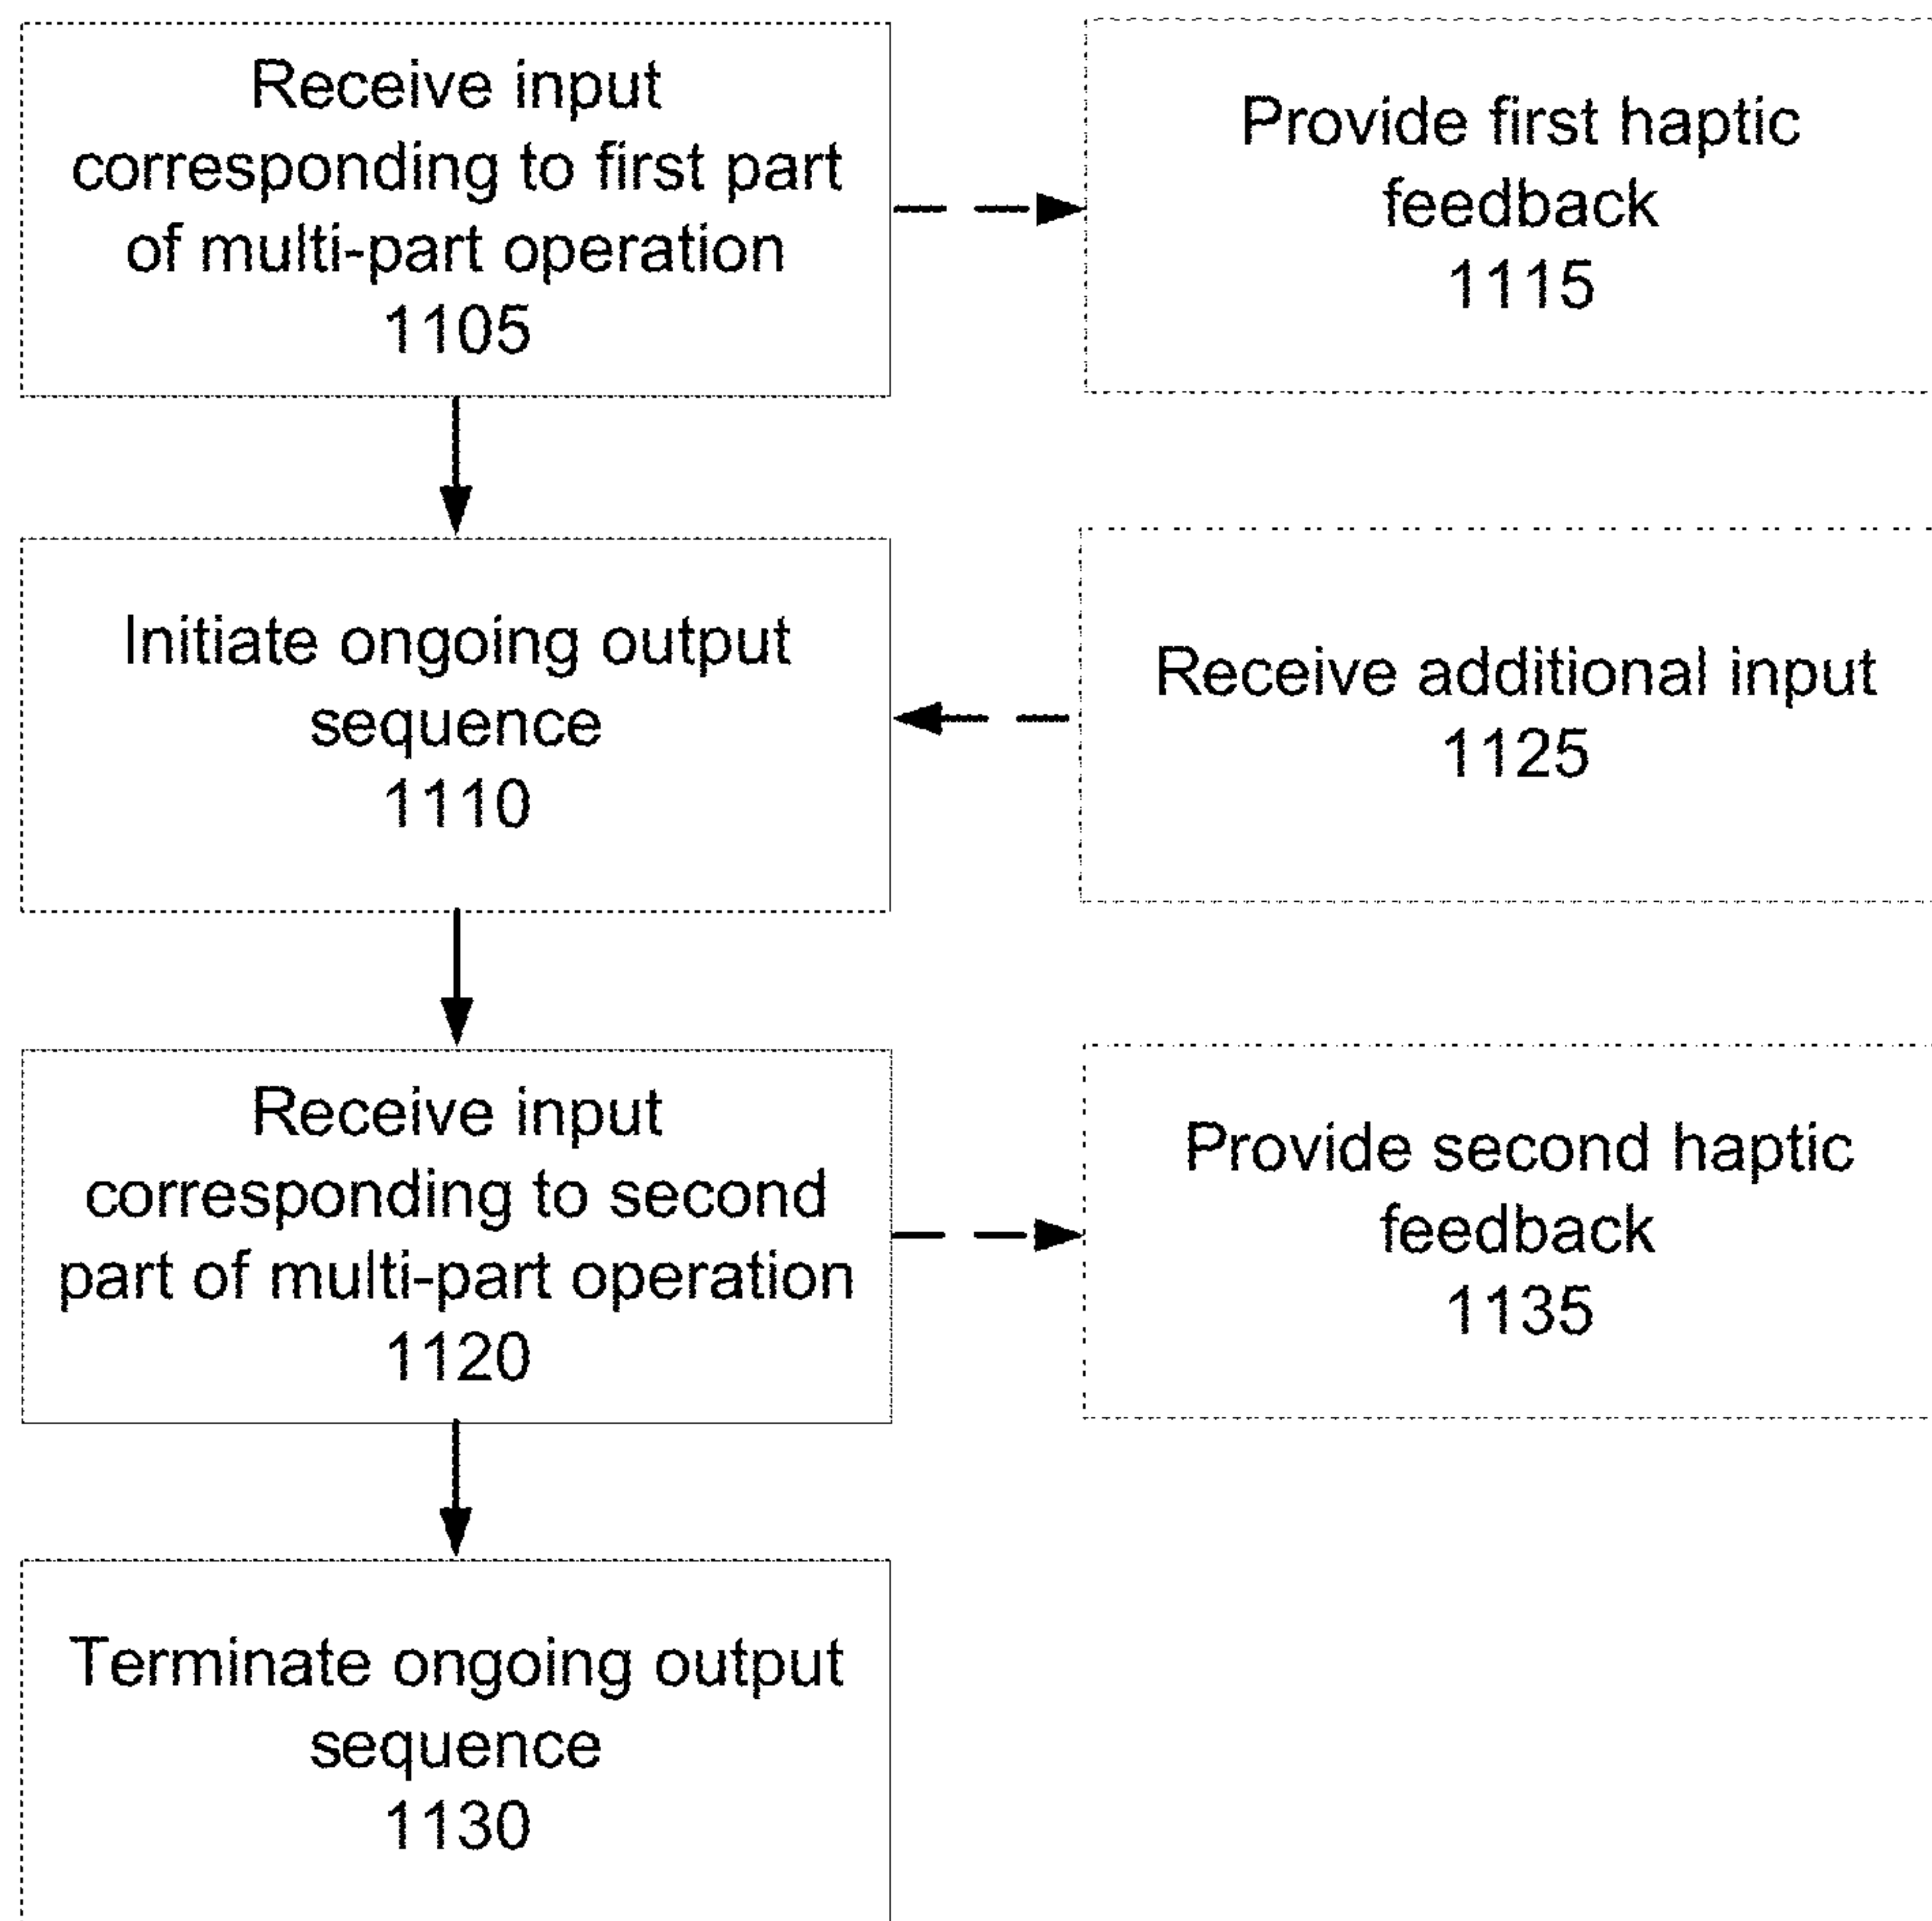 Receive input
corresponding to first part
of multi-part operation
1105
Provide first haptic
feedback
1115
Initiate ongoing output
sequence
1110
Receive additional input
1125
Receive input
corresponding to second
part of multi-part operation
1120
Provide second haptic
feedback
1135
Terminate ongoing output
sequence
1130